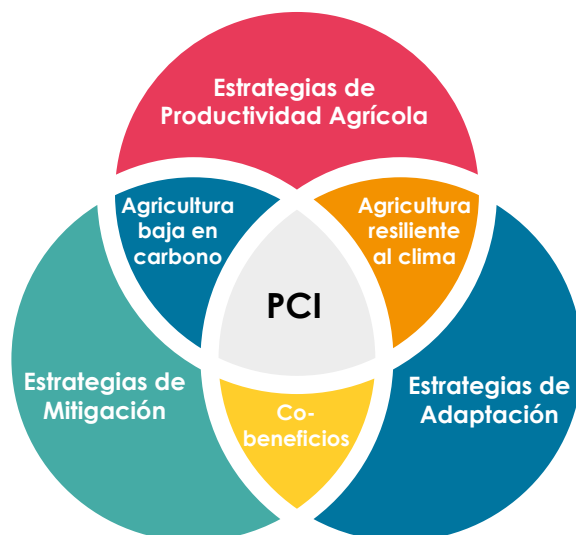 Estrategias de
Productividad Agrícola
Agricultura
baja en
carbono
Agricultura
resiliente
al clima
PCI
Estrategias de
Mitigación
Estrategias de
Adaptación
Co-
beneficios